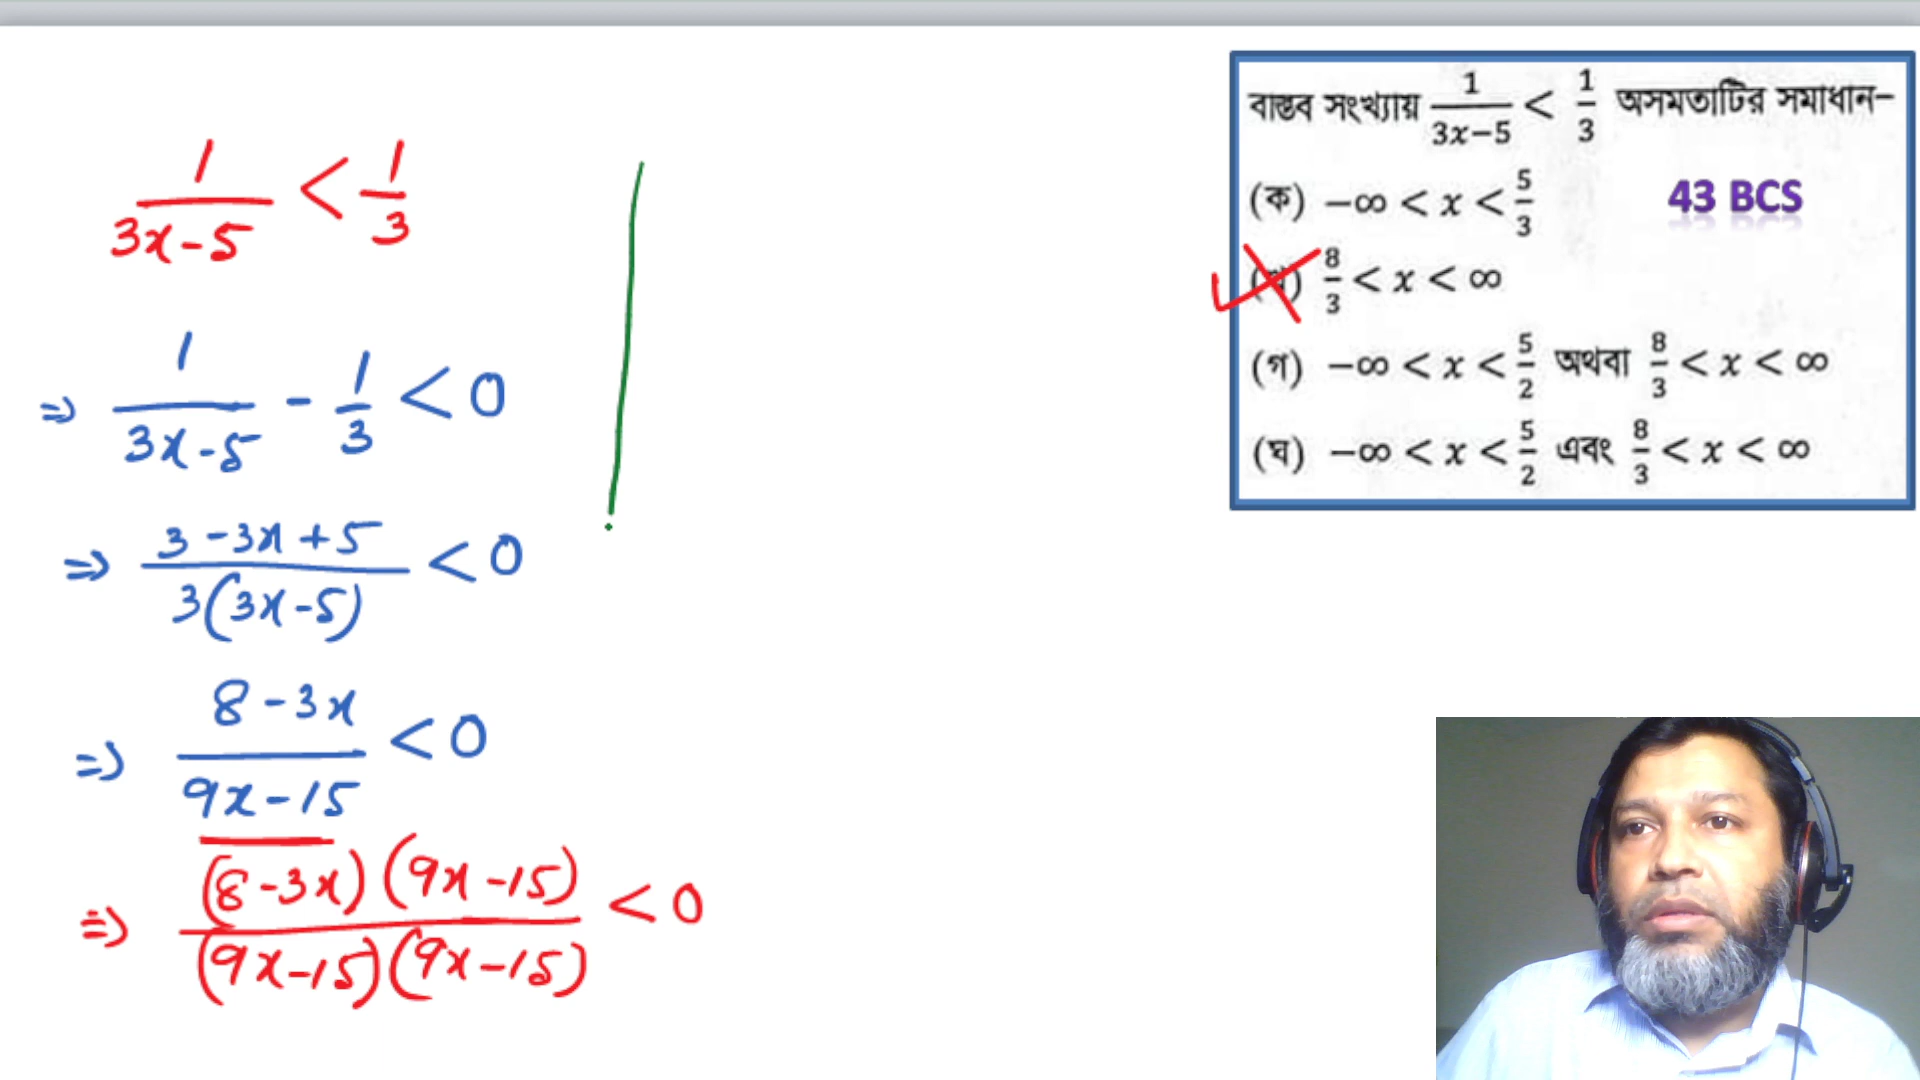 1/(3x-5) < 1/3
⇒ 1/(3x-5) - 1/3 < 0
⇒ (3-3x+5)/(3(3x-5)) < 0
⇒ (8-3x)/(9x-15) < 0
⇒ ((8-3x)(9x-15))/((9x-15)(9x-15)) < 0
বাস্তব সংখ্যায় 1/(3x-5) < 1/3 অসমতাটির সমাধান-
(ক) -∞ < x < 5/3
43 BCS
(খ) 8/3 < x < ∞
(গ) -∞ < x < 5/2 অথবা 8/3 < x < ∞
(ঘ) -∞ < x < 5/2 এবং 8/3 < x < ∞